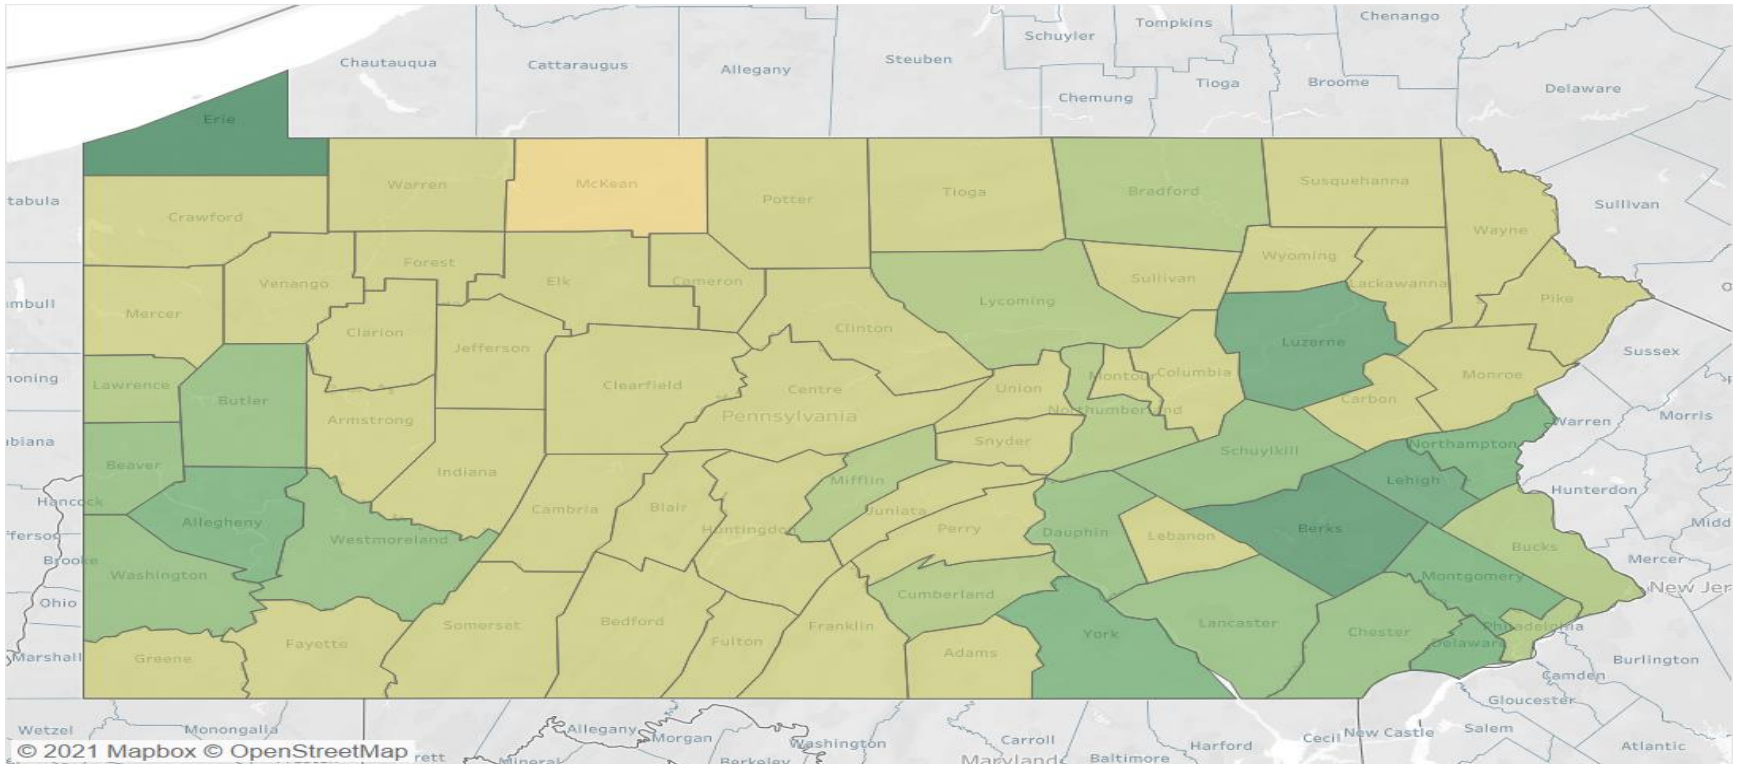 Chenango
Tompkins
Schuyler
Chautauqua
Cattaraugus
Allegany
Steuben
Tioga
Broome
Delaware
Chemung
Erie
tabula
Warren
McKean
Potter
Tioga
Bradford
Susquehanna
Sullivan
Crawford
Wayne
Forest
Venango
Elk
Cameron
Sullivan
Wyoming
Lackawanna
Pike
Lycoming
mbull
Mercer
Clarion
Clinton
Jefferson
Luzerne
Sussex
noning
Lawrence
Clearfield
Centre
Union
Montour
Columbia
Monroe
Butler
Carbon
Armstrong
Pennsylvania
Northumberland
Warren
Morris
biana
Snyder
Northampton
Beaver
Indiana
Mifflin
Schuylkill
Lehigh
Hunterdon
Hancock
Allegheny
Cambria
Blair
Huntingdon
Juniata
Perry
Dauphin
Lebanon
Berks
Midd
fferson
Westmoreland
Bucks
Brooke
Washington
Montgomery
Mercer
New Jer
Ohio
Cumberland
Somerset
Bedford
Fulton
Franklin
Lancaster
Chester
Philadelphia
York
Delaware
Marshall
Greene
Fayette
Adams
Burlington
Camden
Gloucester
Wetzel
Monongalia
Allegany
Morgan
Washington
Carroll
Harford
Cecil
New Castle
Salem
Atlantic
© 2021 Mapbox © OpenStreetMap
rett
Mineral
Berkeley
Maryland
Baltimore